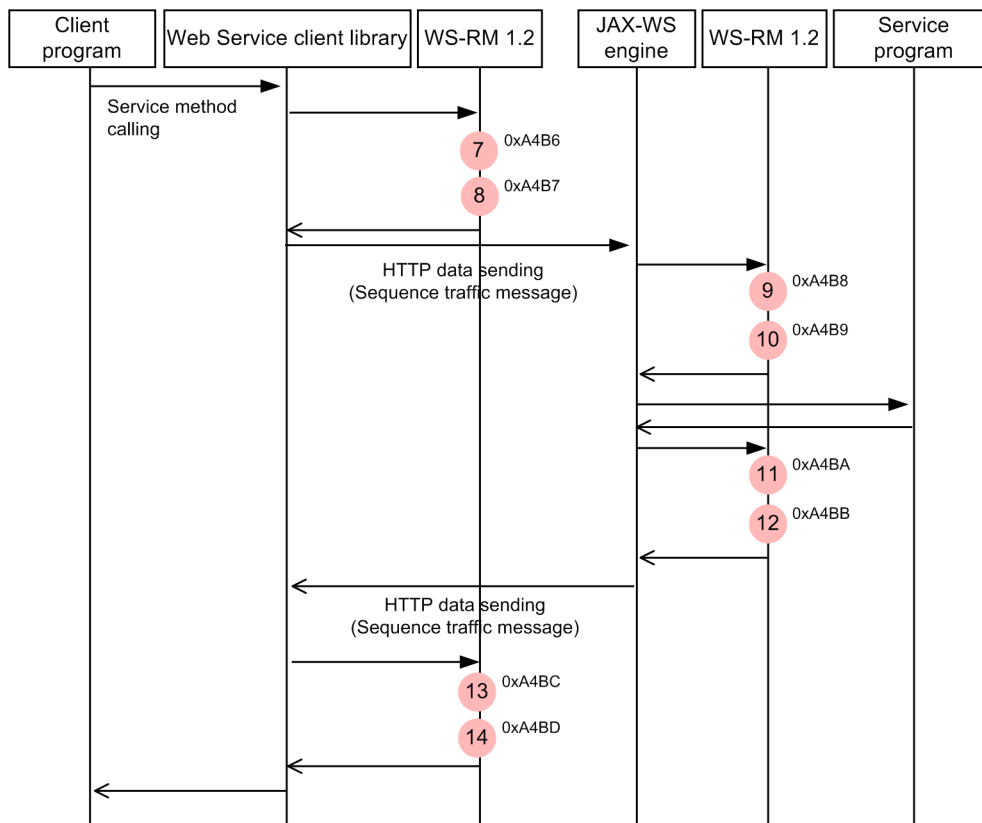 Client
program
Web Service client library
WS-RM 1.2
JAX-WS
engine
WS-RM 1.2
Service
program
Service method
calling
7
0xA4B6
8
0xA4B7
HTTP data sending
(Sequence traffic message)
9
0xA4B8
10
0xA4B9
11
0xA4BA
12
0xA4BB
HTTP data sending
(Sequence traffic message)
13
0xA4BC
14
0xA4BD